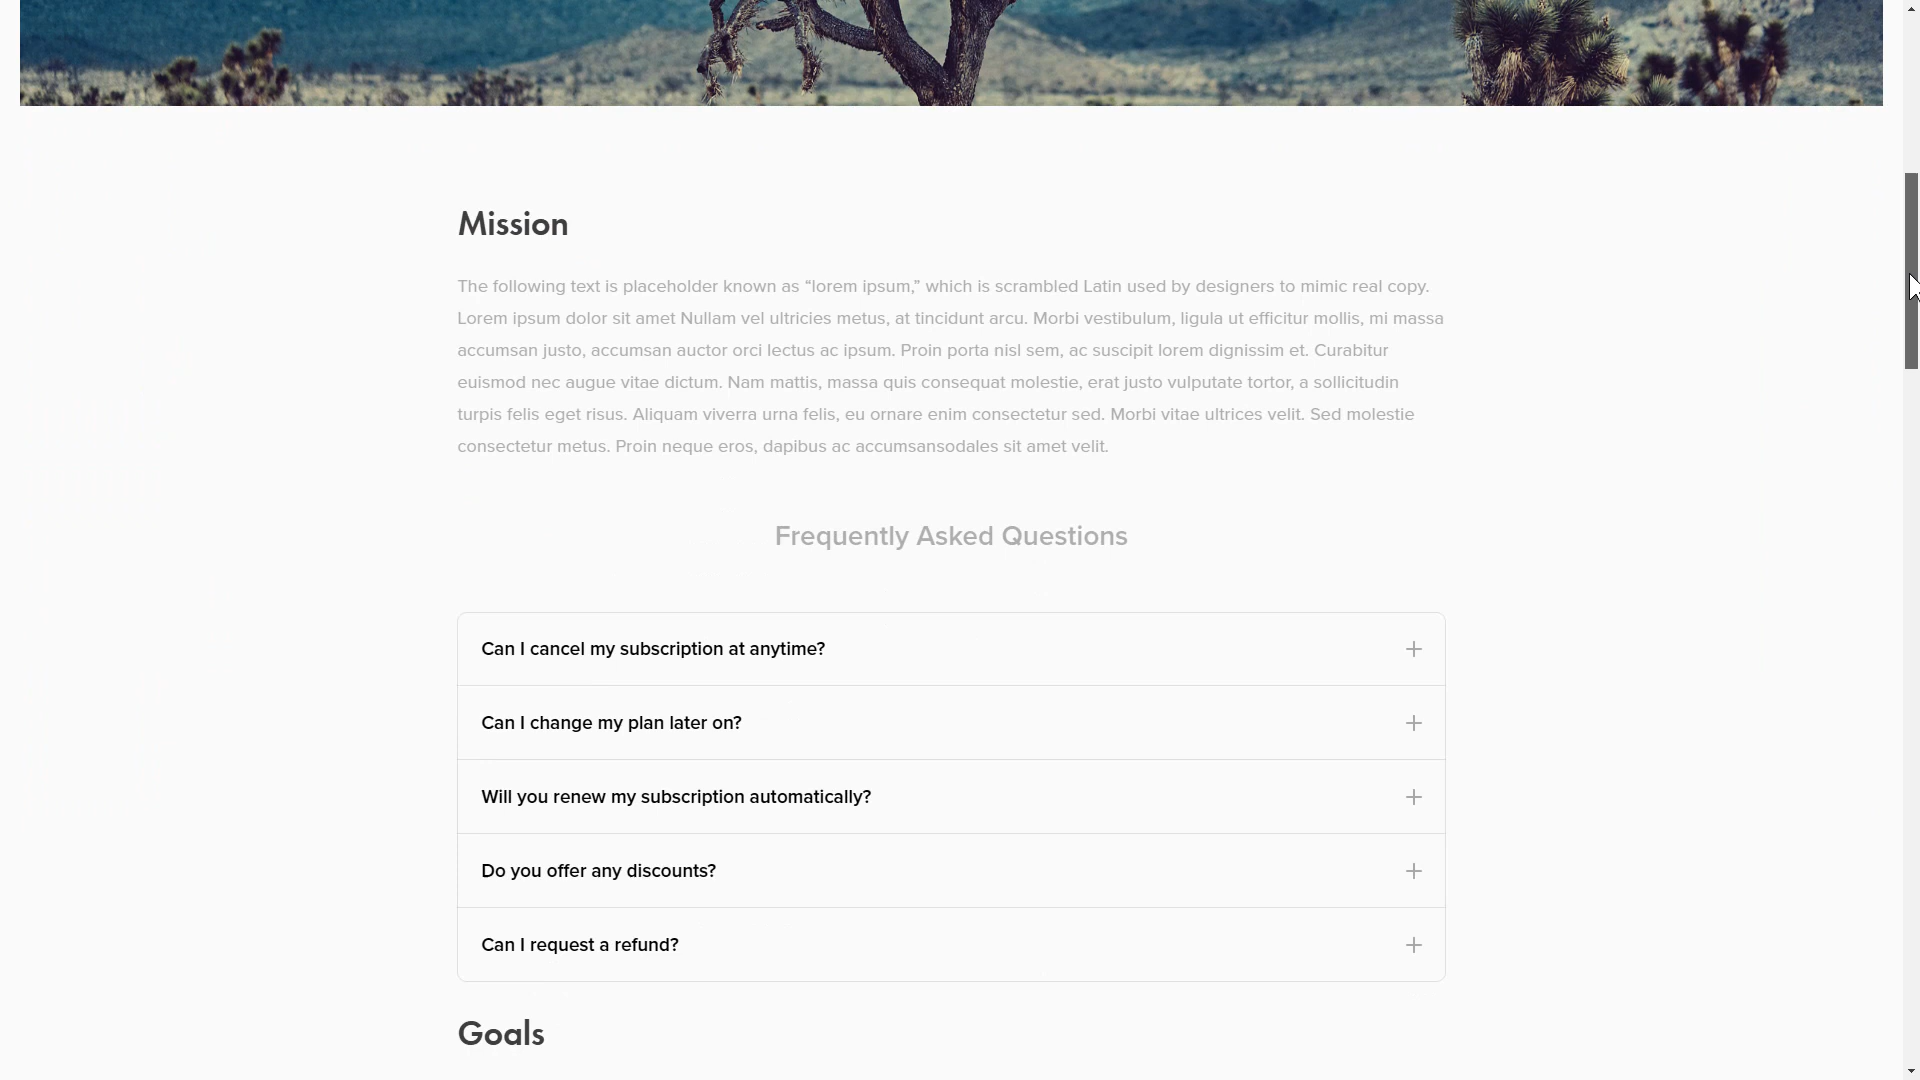 Mission
The following text is placeholder known as “lorem ipsum,” which is scrambled Latin used by designers to mimic real copy.
Lorem ipsum dolor sit amet Nullam vel ultricies metus, at tincidunt arcu. Morbi vestibulum, ligula ut efficitur mollis, mi massa
accumsan justo, accumsan auctor orci lectus ac ipsum. Proin porta nisl sem, ac suscipit lorem dignissim et. Curabitur
euismod nec augue vitae dictum. Nam mattis, massa quis consequat molestie, erat justo vulputate tortor, a sollicitudin
turpis felis eget risus. Aliquam viverra urna felis, eu ornare enim consectetur sed. Morbi vitae ultrices velit. Sed molestie
consectetur metus. Proin neque eros, dapibus ac accumsansodales sit amet velit.
Frequently Asked Questions
Can I cancel my subscription at anytime?
Can I change my plan later on?
Will you renew my subscription automatically?
Do you offer any discounts?
Can I request a refund?
Goals